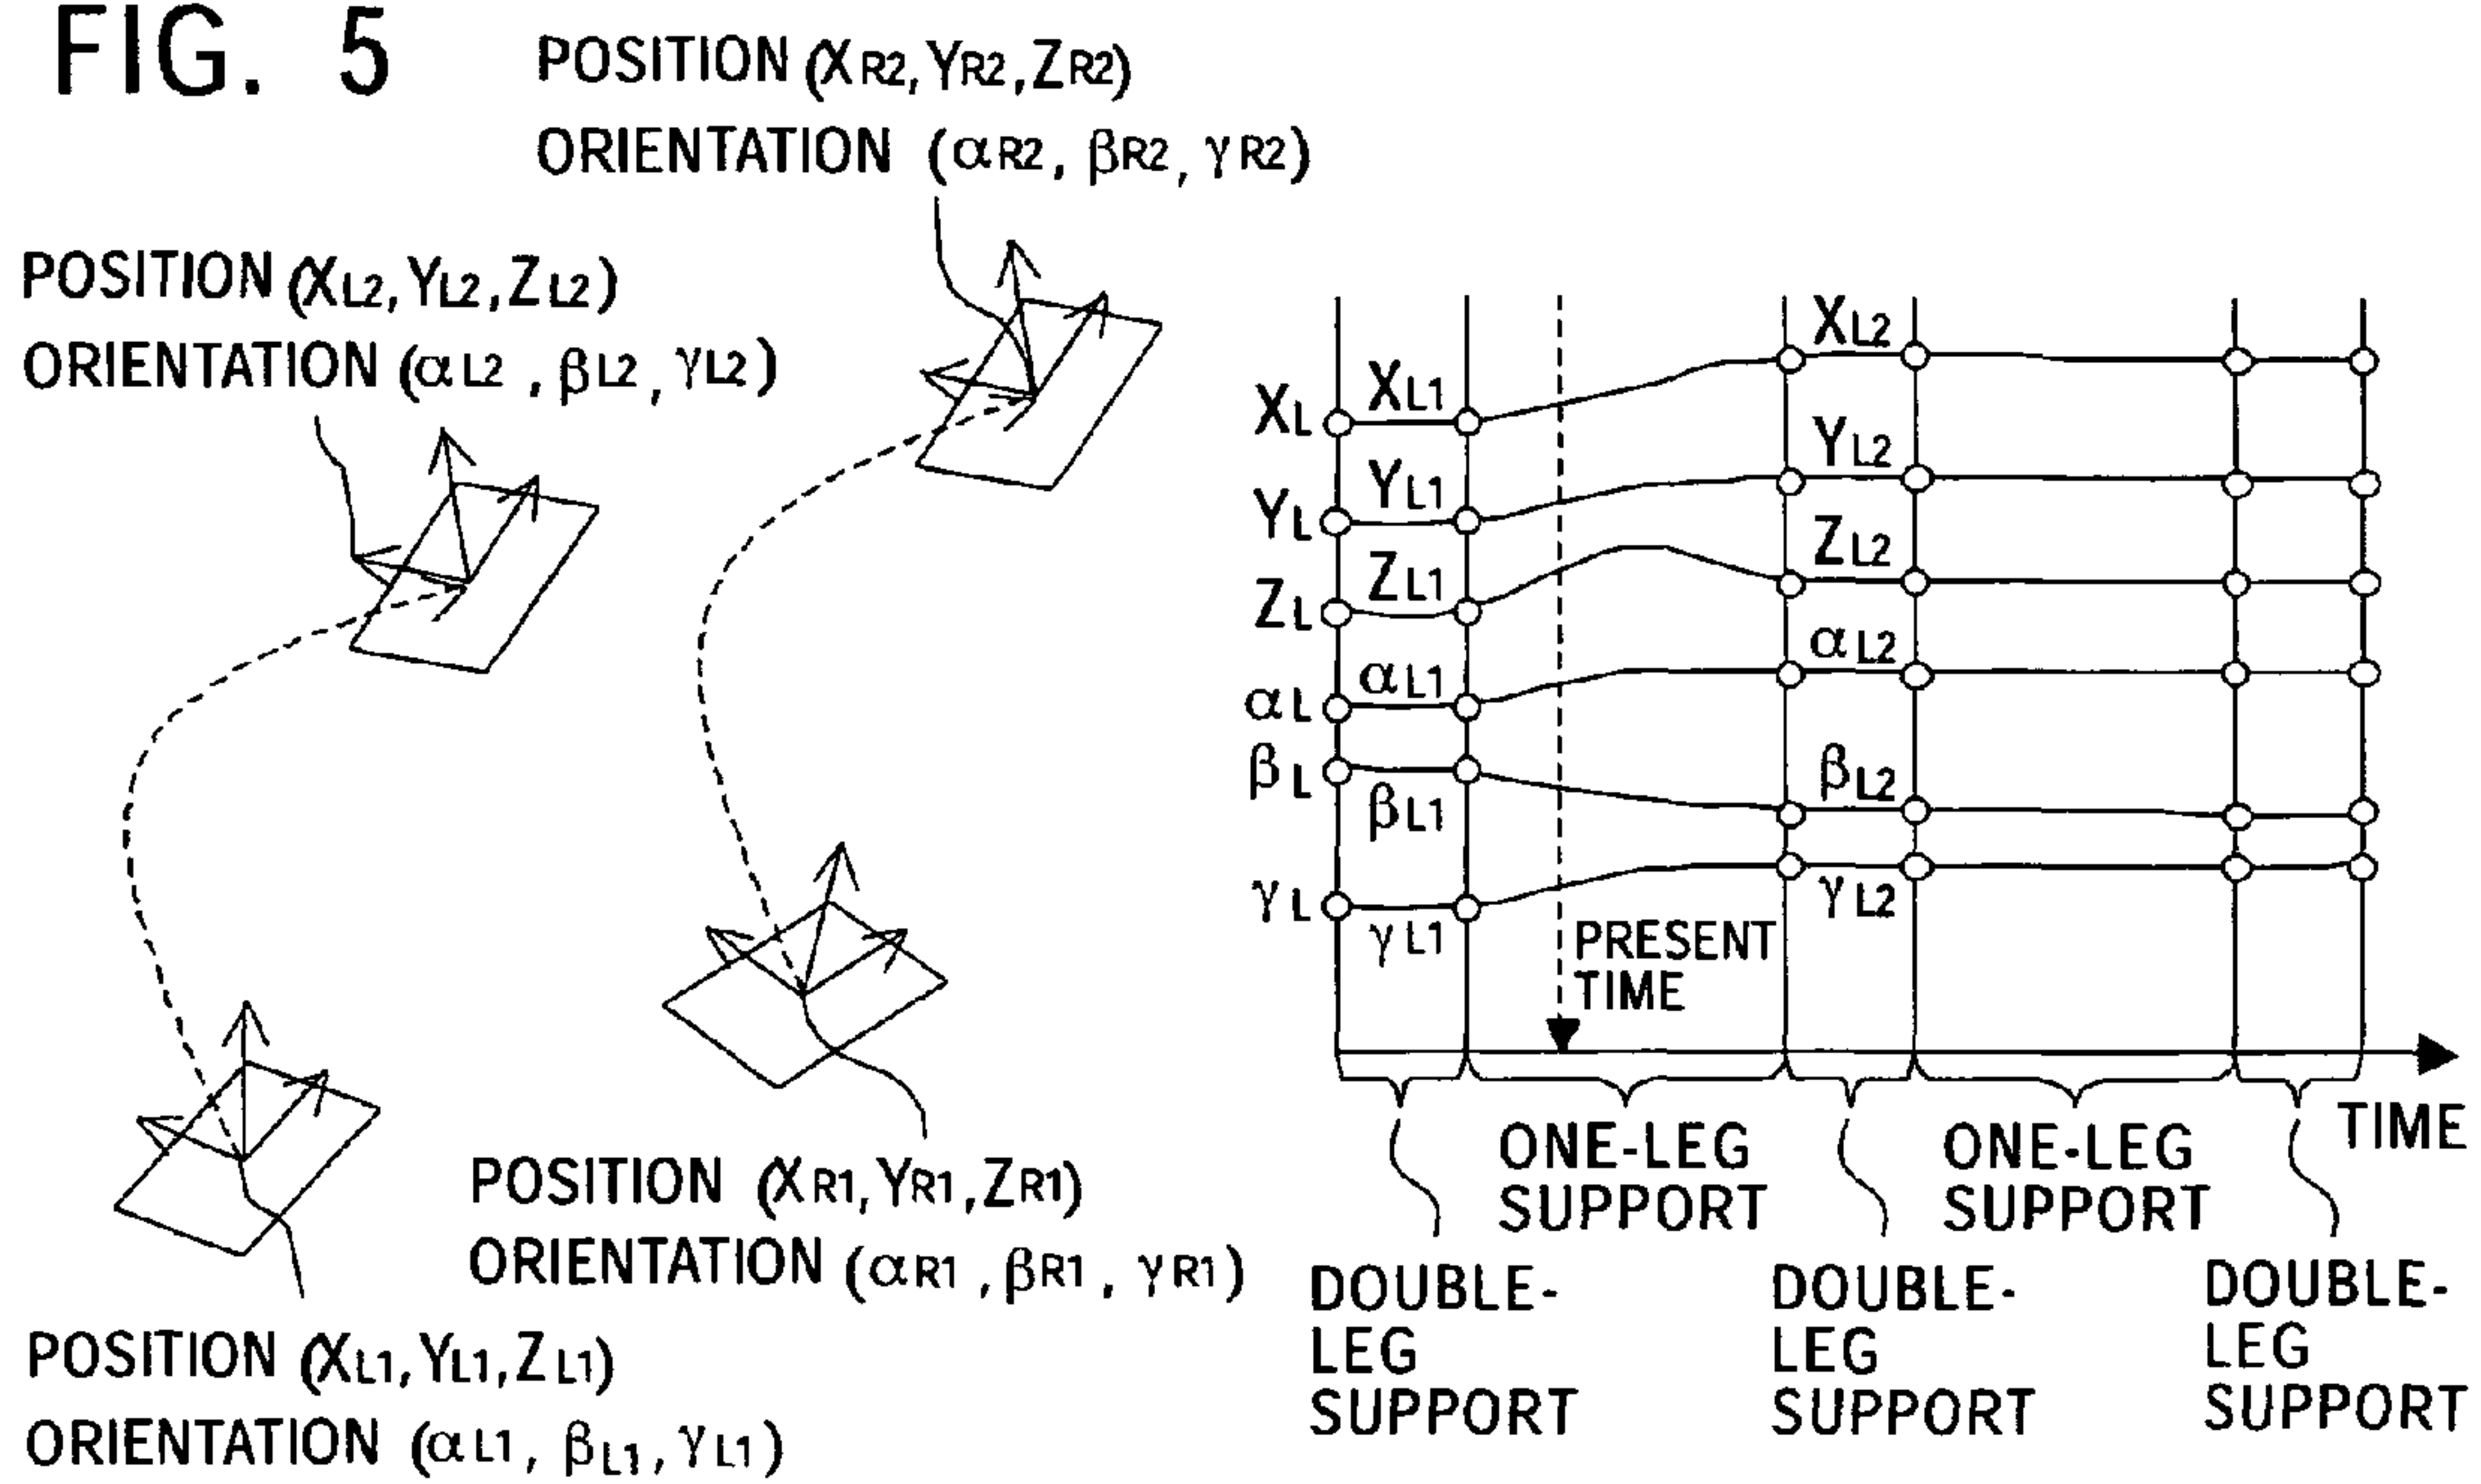 FIG. 5
POSITION (XR2, YR2, ZR2)
ORIENTATION (αR2, βR2, γR2)
POSITION (XL2, YL2, ZL2)
ORIENTATION (αL2, βL2, γL2)
POSITION (XR1, YR1, ZR1)
ORIENTATION (αR1, βR1, γR1)
POSITION (XL1, YL1, ZL1)
ORIENTATION (αL1, βL1, γL1)
XL XL1 XL2
YL YL1 YL2
ZL ZL1 ZL2
αL αL1 αL2
βL βL1 βL2
γL γL1 γL2
PRESENT
TIME
TIME
ONE-LEG
SUPPORT
ONE-LEG
SUPPORT
DOUBLE-
LEG
SUPPORT
DOUBLE-
LEG
SUPPORT
DOUBLE-
LEG
SUPPORT